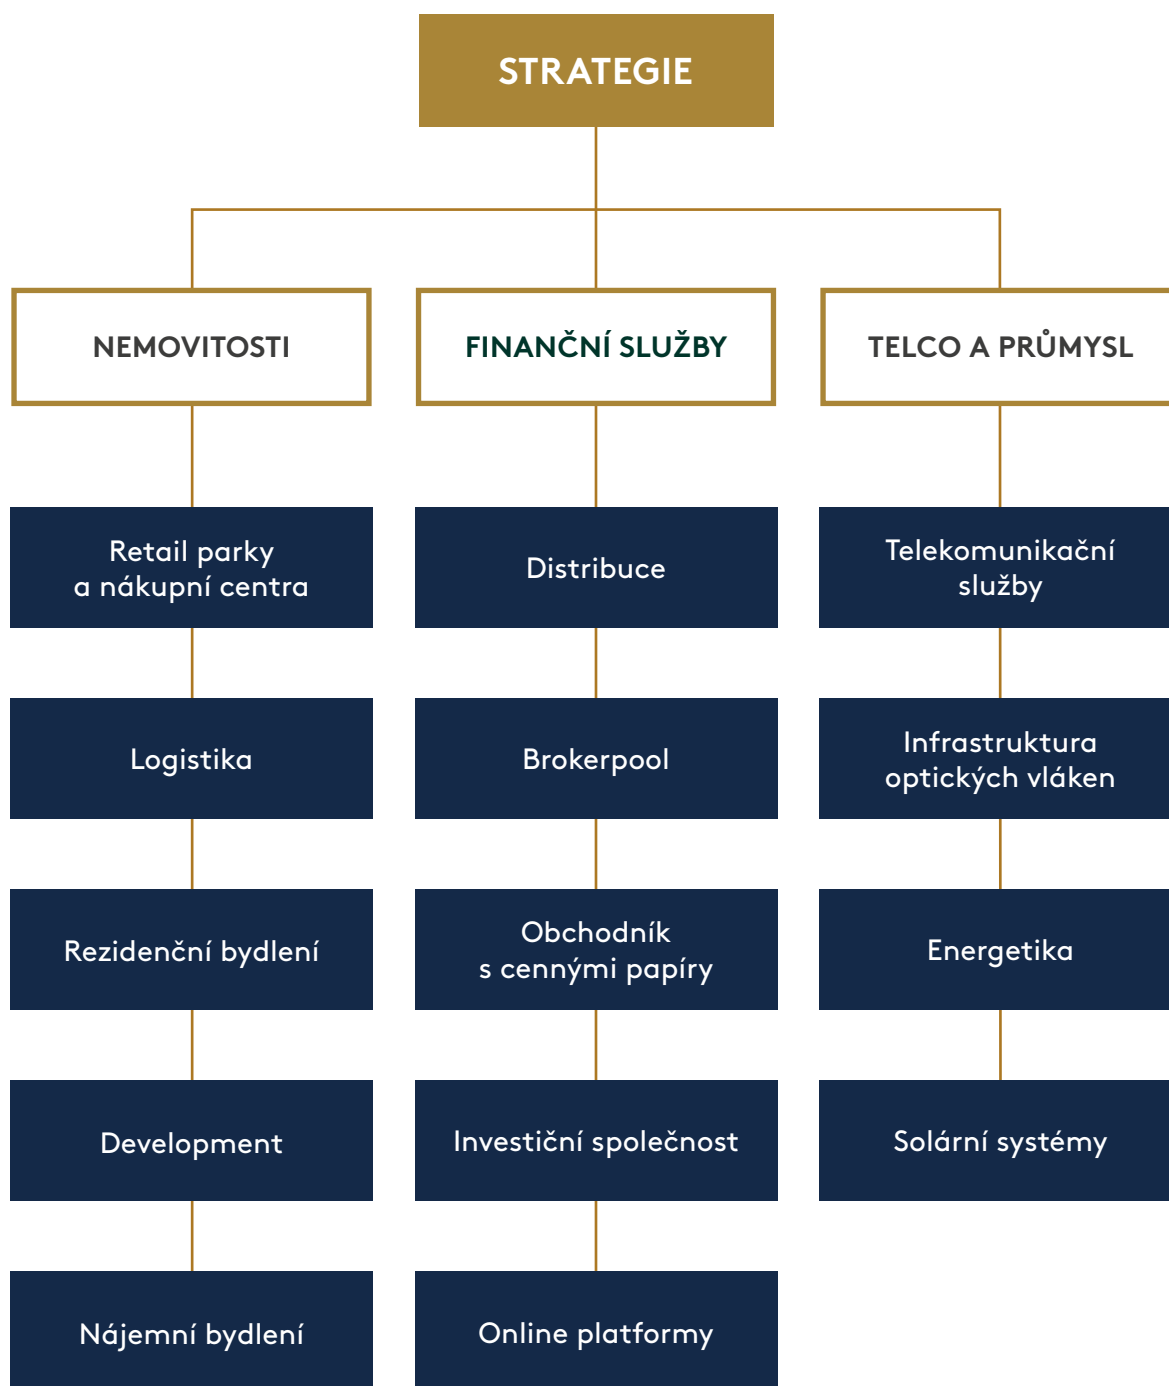 STRATEGIE
NEMOVITOSTI
Retail parky
a nákupní centra
Logistika
Rezidenční bydlení
Development
Nájemní bydlení
FINANČNÍ SLUŽBY
Distribuce
Brokerpool
Obchodník
s cennými papíry
Investiční společnost
Online platformy
TELCO A PRŮMYSL
Telekomunikační
služby
Infrastruktura
optických vláken
Energetika
Solární systémy